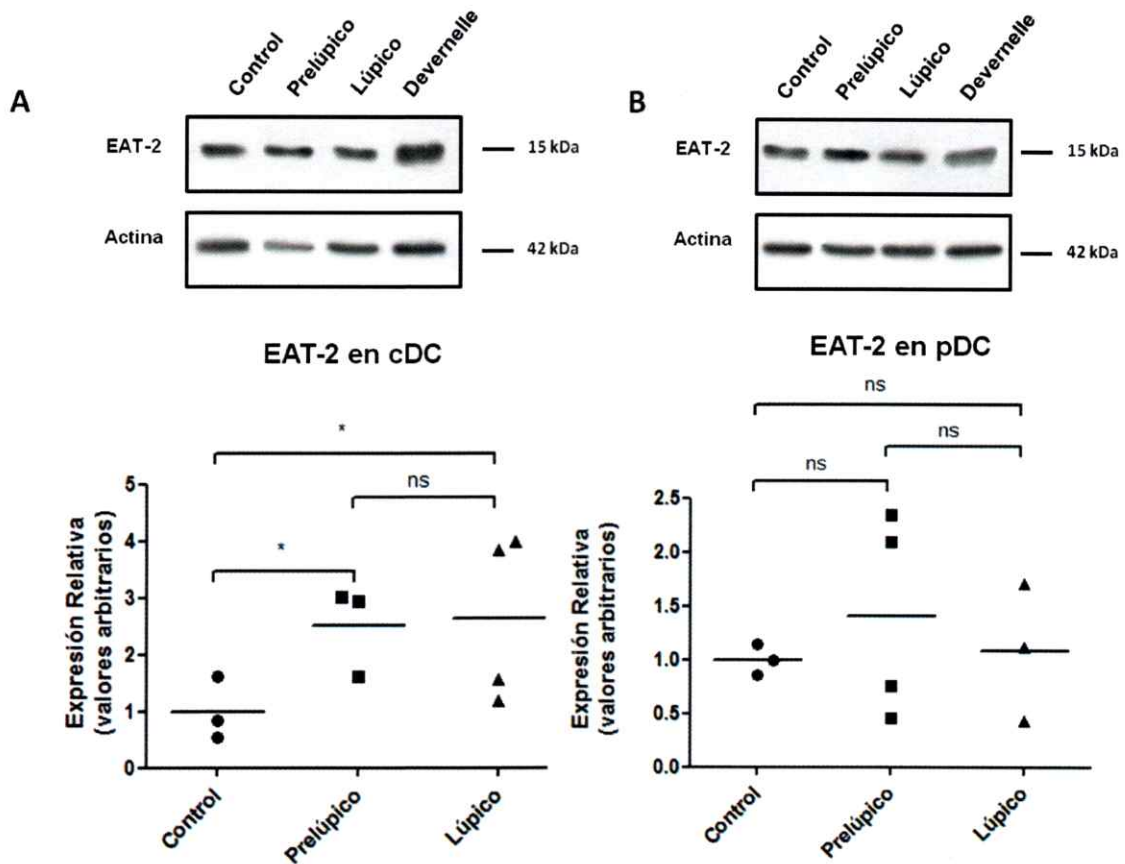 A
Control
Prelúpico
Lúpico
Devernelle
EAT-2
15 kDa
Actina
42 kDa
EAT-2 en cDC
*
ns
*
Expresión Relativa
(valores arbitrarios)
5
4
3
2
1
0
Control
Prelúpico
Lúpico
B
Control
Prelúpico
Lúpico
Devernelle
EAT-2
15 kDa
Actina
42 kDa
EAT-2 en pDC
ns
ns
ns
Expresión Relativa
(valores arbitrarios)
2.5
2.0
1.5
1.0
0.5
0.0
Control
Prelúpico
Lúpico